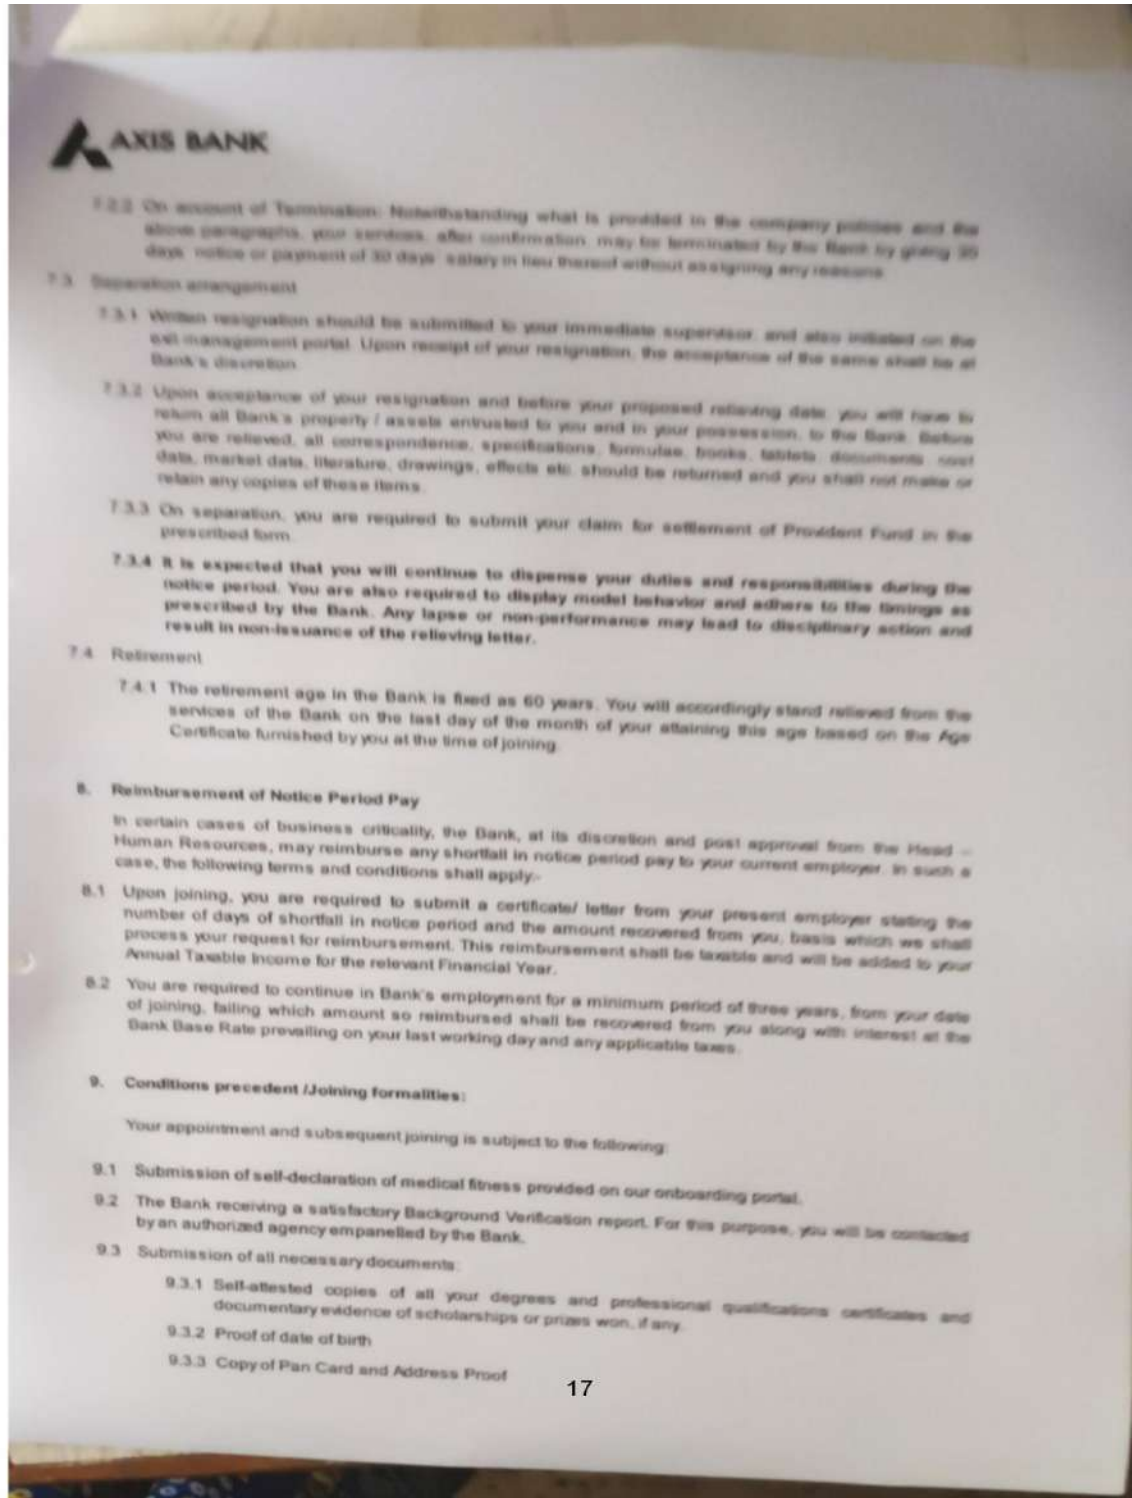 AXIS BANK
7.2.2 On account of Termination: Notwithstanding what is provided in the company policies and the
above paragraphs, your services, after confirmation, may be terminated by the Bank by giving
days notice or payment of 30 days salary in lieu thereof without assigning any reasons
7.3 Separation arrangement
7.3.1 Written resignation should be submitted to your immediate supervisor, and also initiated on the
exit management portal. Upon receipt of your resignation, the acceptance of the same shall be at
Bank's discretion.
7.3.2 Upon acceptance of your resignation and before your proposed relieving date, you will have to
return all Bank's property / assets entrusted to you and in your possession, to the Bank. Before
you are relieved, all correspondence, specifications, formulae, books, tablets, documents, cost
data, market data, literature, drawings, effects etc. should be returned and you shall not make or
retain any copies of these items.
7.3.3 On separation, you are required to submit your claim for settlement of Provident Fund in the
prescribed form.
7.3.4 It is expected that you will continue to dispense your duties and responsibilities during the
notice period. You are also required to display model behavior and adhere to the timings as
prescribed by the Bank. Any lapse or non-performance may lead to disciplinary action and
result in non-issuance of the relieving letter.
7.4 Retirement
7.4.1 The retirement age in the Bank is fixed as 60 years. You will accordingly stand relieved from the
services of the Bank on the last day of the month of your attaining this age based on the Age
Certificate furnished by you at the time of joining.
8. Reimbursement of Notice Period Pay
In certain cases of business criticality, the Bank, at its discretion and post approval from the Head –
Human Resources, may reimburse any shortfall in notice period pay to your current employer. In such a
case, the following terms and conditions shall apply:-
8.1 Upon joining, you are required to submit a certificate/ letter from your present employer stating the
number of days of shortfall in notice period and the amount recovered from you, basis which we shall
process your request for reimbursement. This reimbursement shall be taxable and will be added to your
Annual Taxable Income for the relevant Financial Year.
8.2 You are required to continue in Bank's employment for a minimum period of three years, from your date
of joining, failing which amount so reimbursed shall be recovered from you along with interest at the
Bank Base Rate prevailing on your last working day and any applicable taxes.
9. Conditions precedent /Joining formalities:
Your appointment and subsequent joining is subject to the following:
9.1 Submission of self-declaration of medical fitness provided on our onboarding portal.
9.2 The Bank receiving a satisfactory Background Verification report. For this purpose, you will be contacted
by an authorized agency empanelled by the Bank.
9.3 Submission of all necessary documents:
9.3.1 Self-attested copies of all your degrees and professional qualifications certificates and
documentary evidence of scholarships or prizes won, if any.
9.3.2 Proof of date of birth
9.3.3 Copy of Pan Card and Address Proof
17